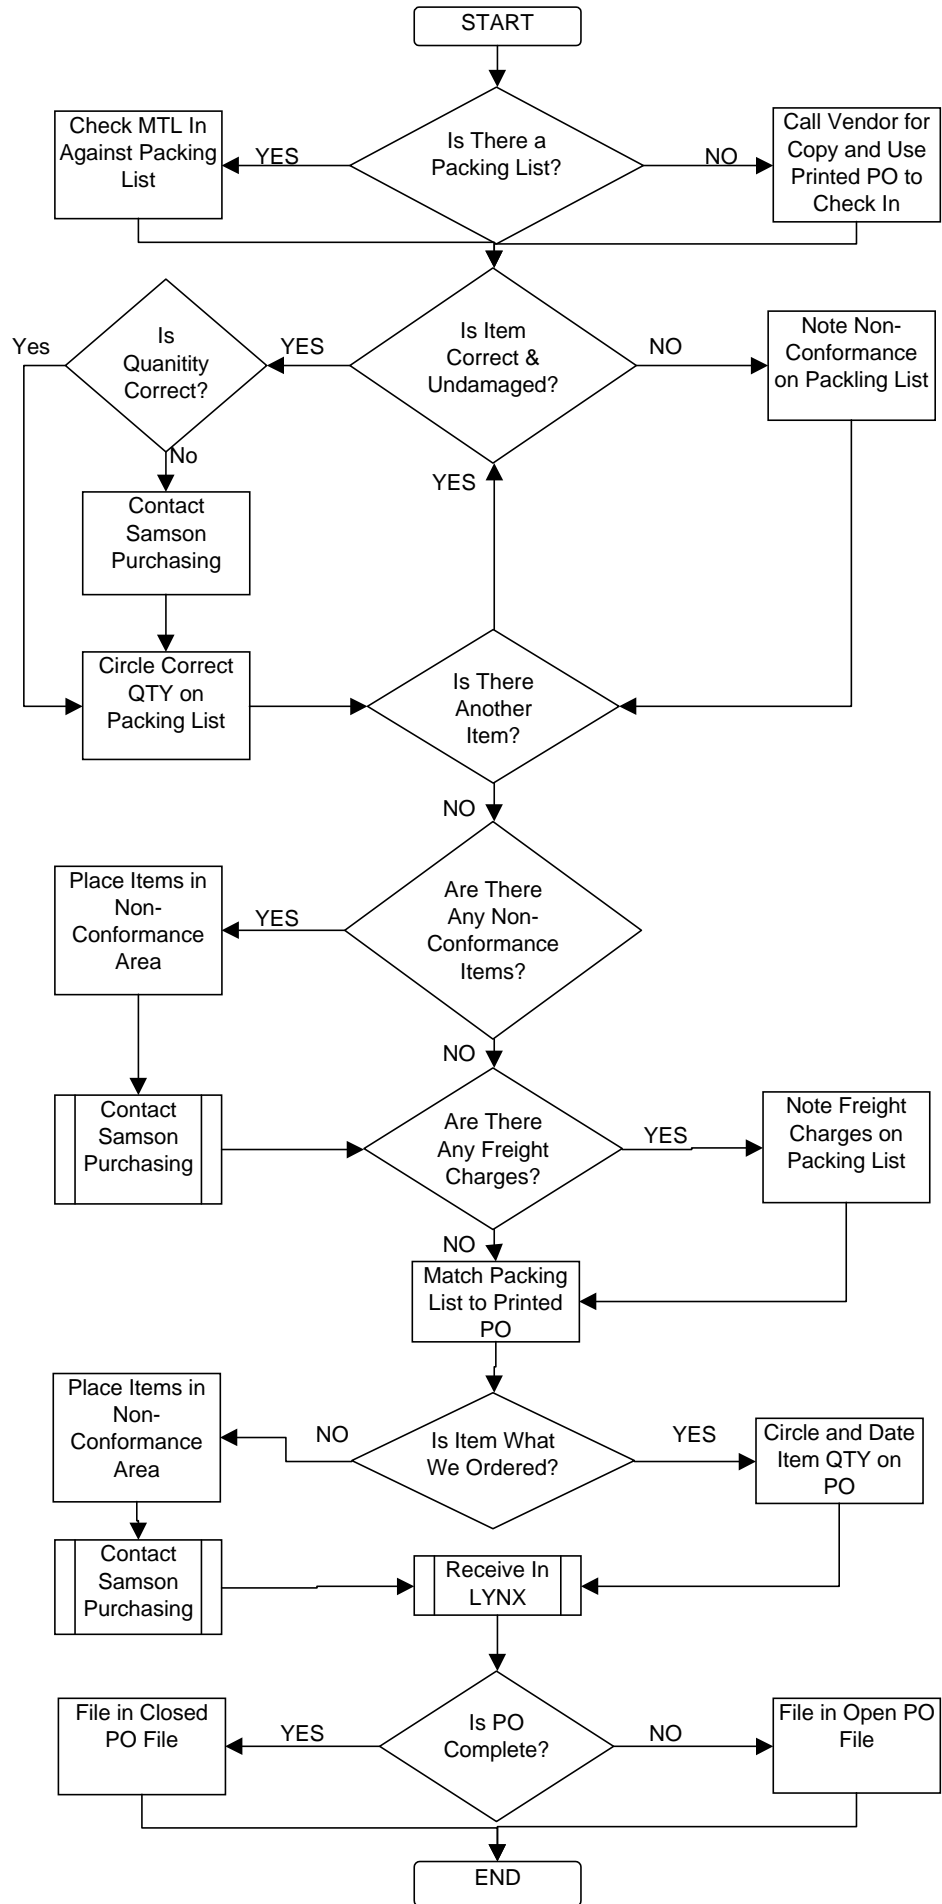 START
Is There a
Packing List?
YES
NO
Check MTL In
Against Packing
List
Call Vendor for
Copy and Use
Printed PO to
Check In
Is Item
Correct &
Undamaged?
YES
NO
Is
Quanitity
Correct?
Yes
No
Note Non-
Conformance
on Packling List
Contact
Samson
Purchasing
YES
Circle Correct
QTY on
Packing List
Is There
Another
Item?
NO
Are There
Any Non-
Conformance
Items?
YES
Place Items in
Non-
Conformance
Area
NO
Contact
Samson
Purchasing
Are There
Any Freight
Charges?
YES
Note Freight
Charges on
Packing List
NO
Match Packing
List to Printed
PO
Is Item What
We Ordered?
NO
YES
Place Items in
Non-
Conformance
Area
Circle and Date
Item QTY on
PO
Contact
Samson
Purchasing
Receive In
LYNX
Is PO
Complete?
YES
NO
File in Closed
PO File
File in Open PO
File
END